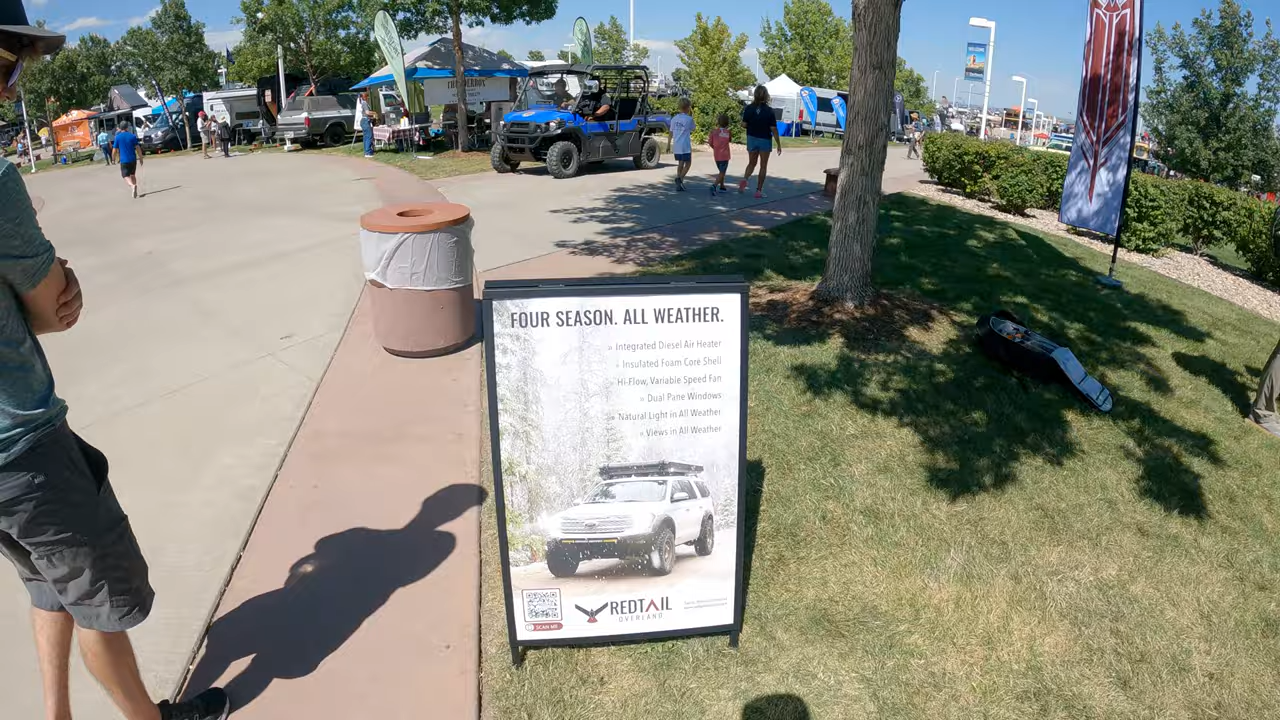 FOUR SEASON. ALL WEATHER.
» Integrated Diesel Air Heater
» Insulated Foam Core Shell
» Hi-Flow, Variable Speed Fan
» Dual Pane Windows
» Natural Light in All Weather
» Views in All Weather
SCAN ME
REDTAIL
OVERLAND